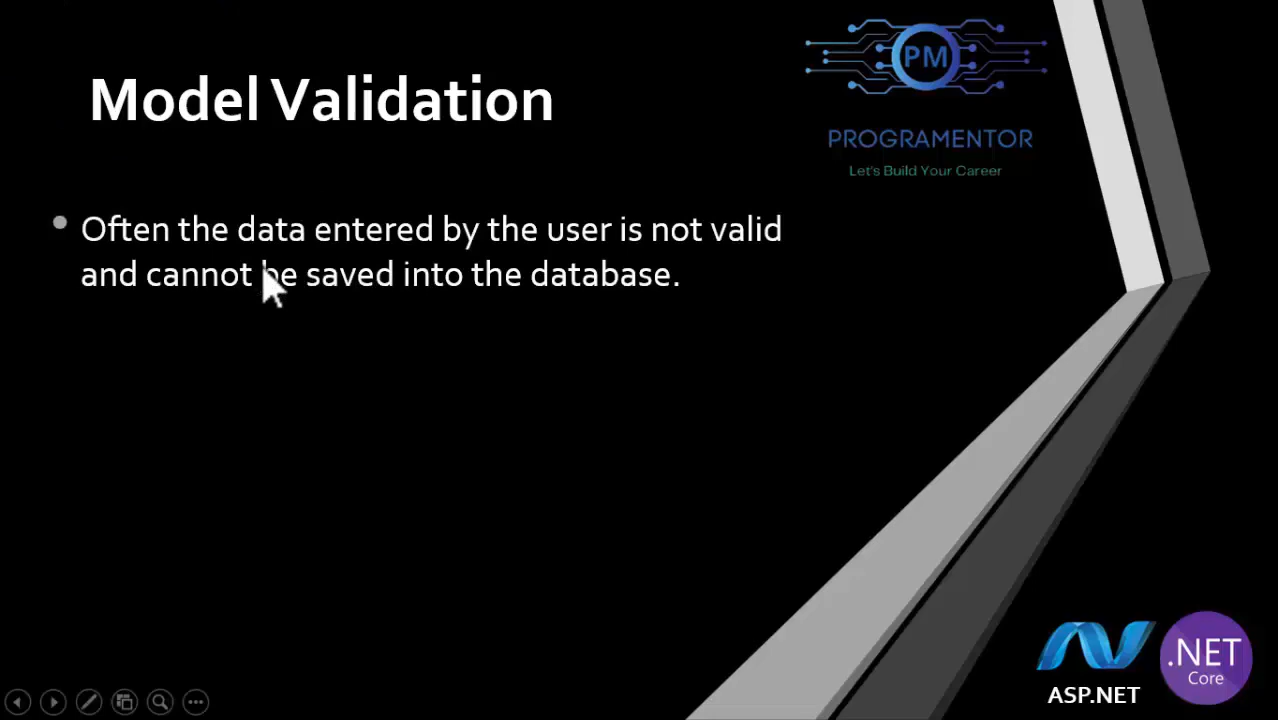 PM
Model Validation
PROGRAMENTOR
Let's Build Your Career
Often the data entered by the user is not valid
and cannot be saved into the database.
.NET
Core
ASP.NET